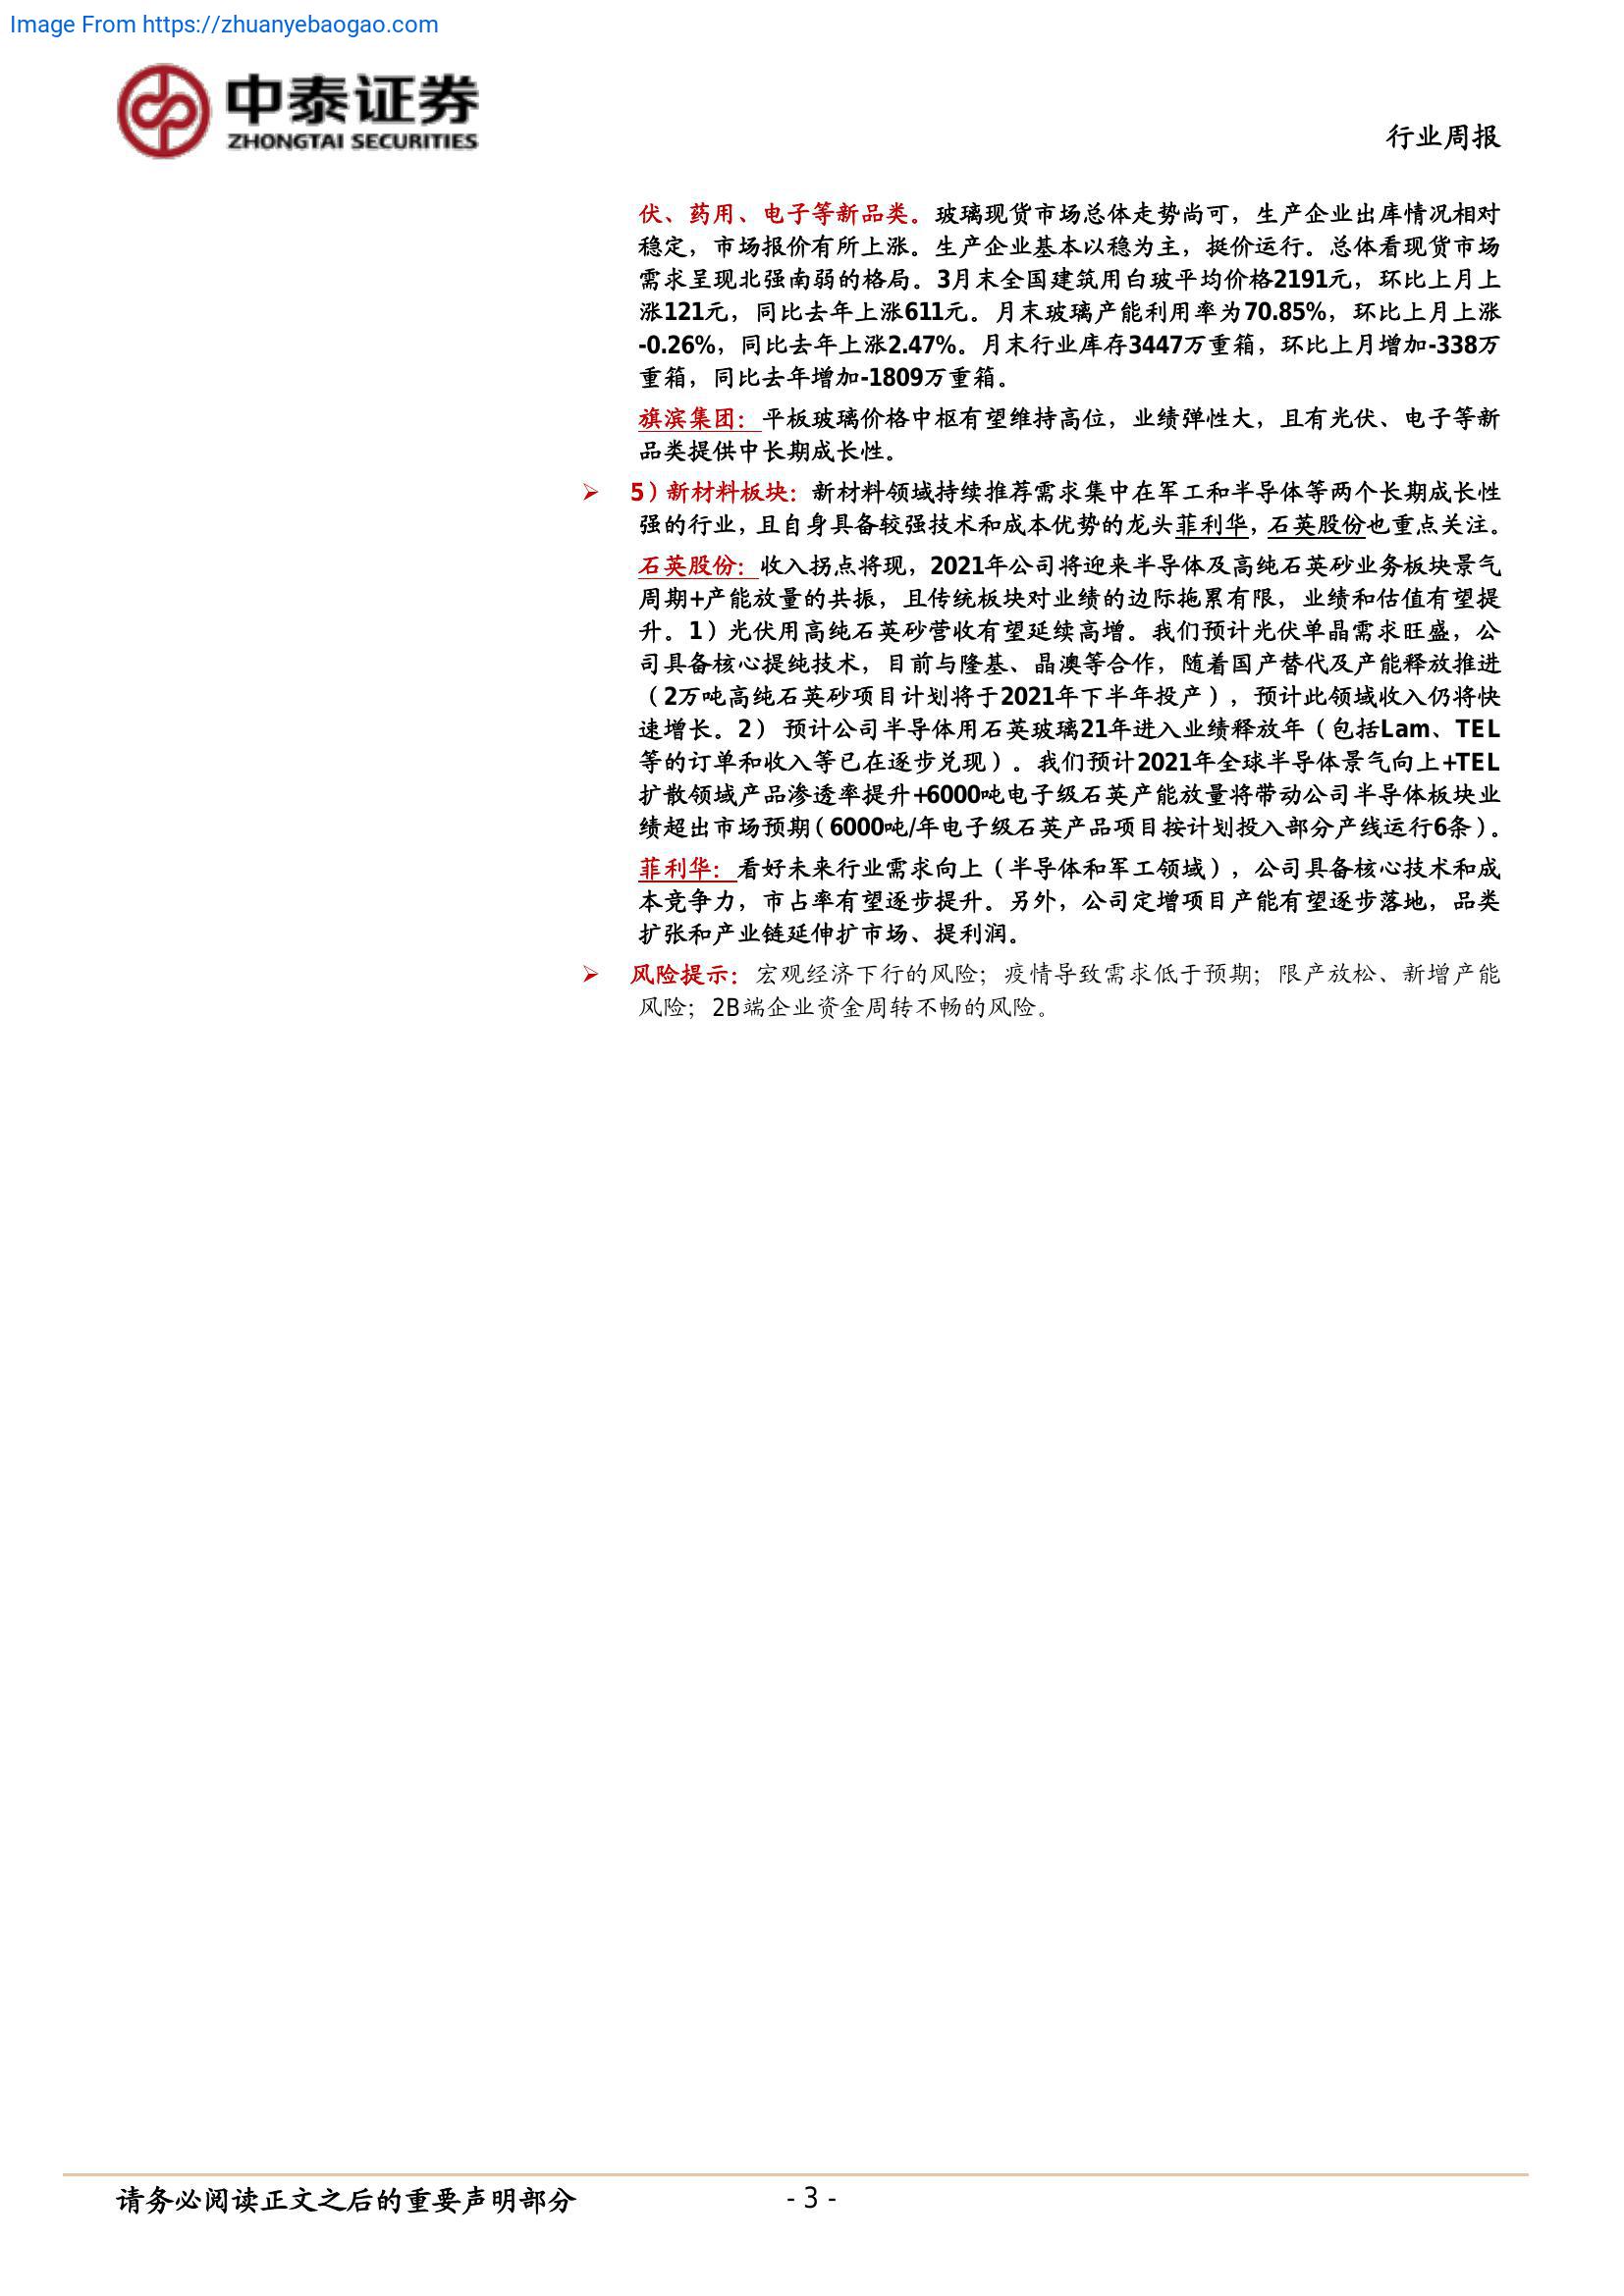 Image From https://zhuanyebaogao.com
中泰证券
ZHONGTAI SECURITIES
行业周报
伏、药用、电子等新品类。玻璃现货市场总体走势尚可，生产企业出库情况相对
稳定，市场报价有所上涨。生产企业基本以稳为主，挺价运行。总体看现货市场
需求呈现北强南弱的格局。3月末全国建筑用白玻平均价格2191元，环比上月上
涨121元，同比去年上涨611元。月末玻璃产能利用率为70.85%，环比上月上涨
-0.26%，同比去年上涨2.47%。月末行业库存3447万重箱，环比上月增加-338万
重箱，同比去年增加-1809万重箱。
旗滨集团：平板玻璃价格中枢有望维持高位，业绩弹性大，且有光伏、电子等新
品类提供中长期成长性。
➢ 5）新材料板块：新材料领域持续推荐需求集中在军工和半导体等两个长期成长性
强的行业，且自身具备较强技术和成本优势的龙头菲利华，石英股份也重点关注。
石英股份：收入拐点将现，2021年公司将迎来半导体及高纯石英砂业务板块景气
周期+产能放量的共振，且传统板块对业绩的边际拖累有限，业绩和估值有望提
升。1）光伏用高纯石英砂营收有望延续高增。我们预计光伏单晶需求旺盛，公
司具备核心提纯技术，目前与隆基、晶澳等合作，随着国产替代及产能释放推进
（2万吨高纯石英砂项目计划将于2021年下半年投产），预计此领域收入仍将快
速增长。2） 预计公司半导体用石英玻璃21年进入业绩释放年（包括Lam、TEL
等的订单和收入等已在逐步兑现）。我们预计2021年全球半导体景气向上+TEL
扩散领域产品渗透率提升+6000吨电子级石英产能放量将带动公司半导体板块业
绩超出市场预期（6000吨/年电子级石英产品项目按计划投入部分产线运行6条）。
菲利华：看好未来行业需求向上（半导体和军工领域），公司具备核心技术和成
本竞争力，市占率有望逐步提升。另外，公司定增项目产能有望逐步落地，品类
扩张和产业链延伸扩市场、提利润。
➢ 风险提示：宏观经济下行的风险；疫情导致需求低于预期；限产放松、新增产能
风险；2B端企业资金周转不畅的风险。
请务必阅读正文之后的重要声明部分
- 3 -